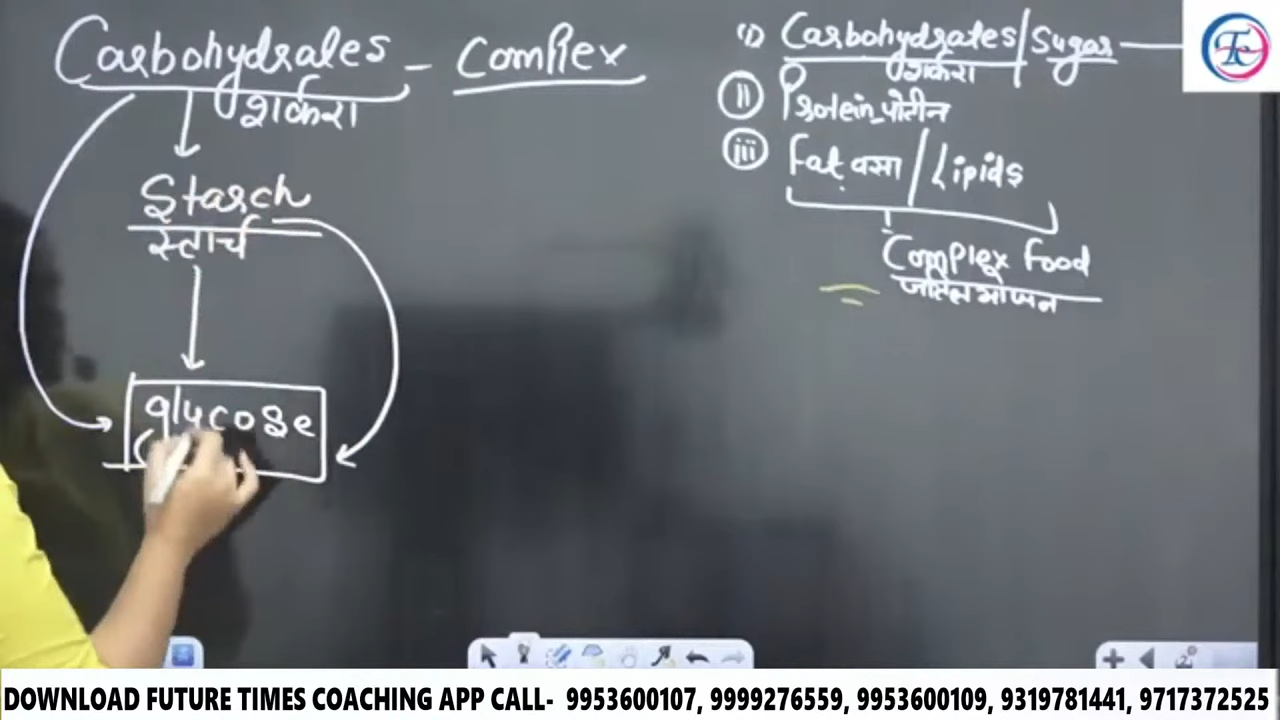 Carbohydrates - Complex
शर्करा
Starch
स्टार्च
glucose
i) Carbohydrates/Sugar
शर्करा
ii Protein-प्रोटीन
iii Fat वसा/Lipids
Complex food
जटिल भोजन
DOWNLOAD FUTURE TIMES COACHING APP CALL- 9953600107, 9999276559, 9953600109, 9319781441, 9717372525